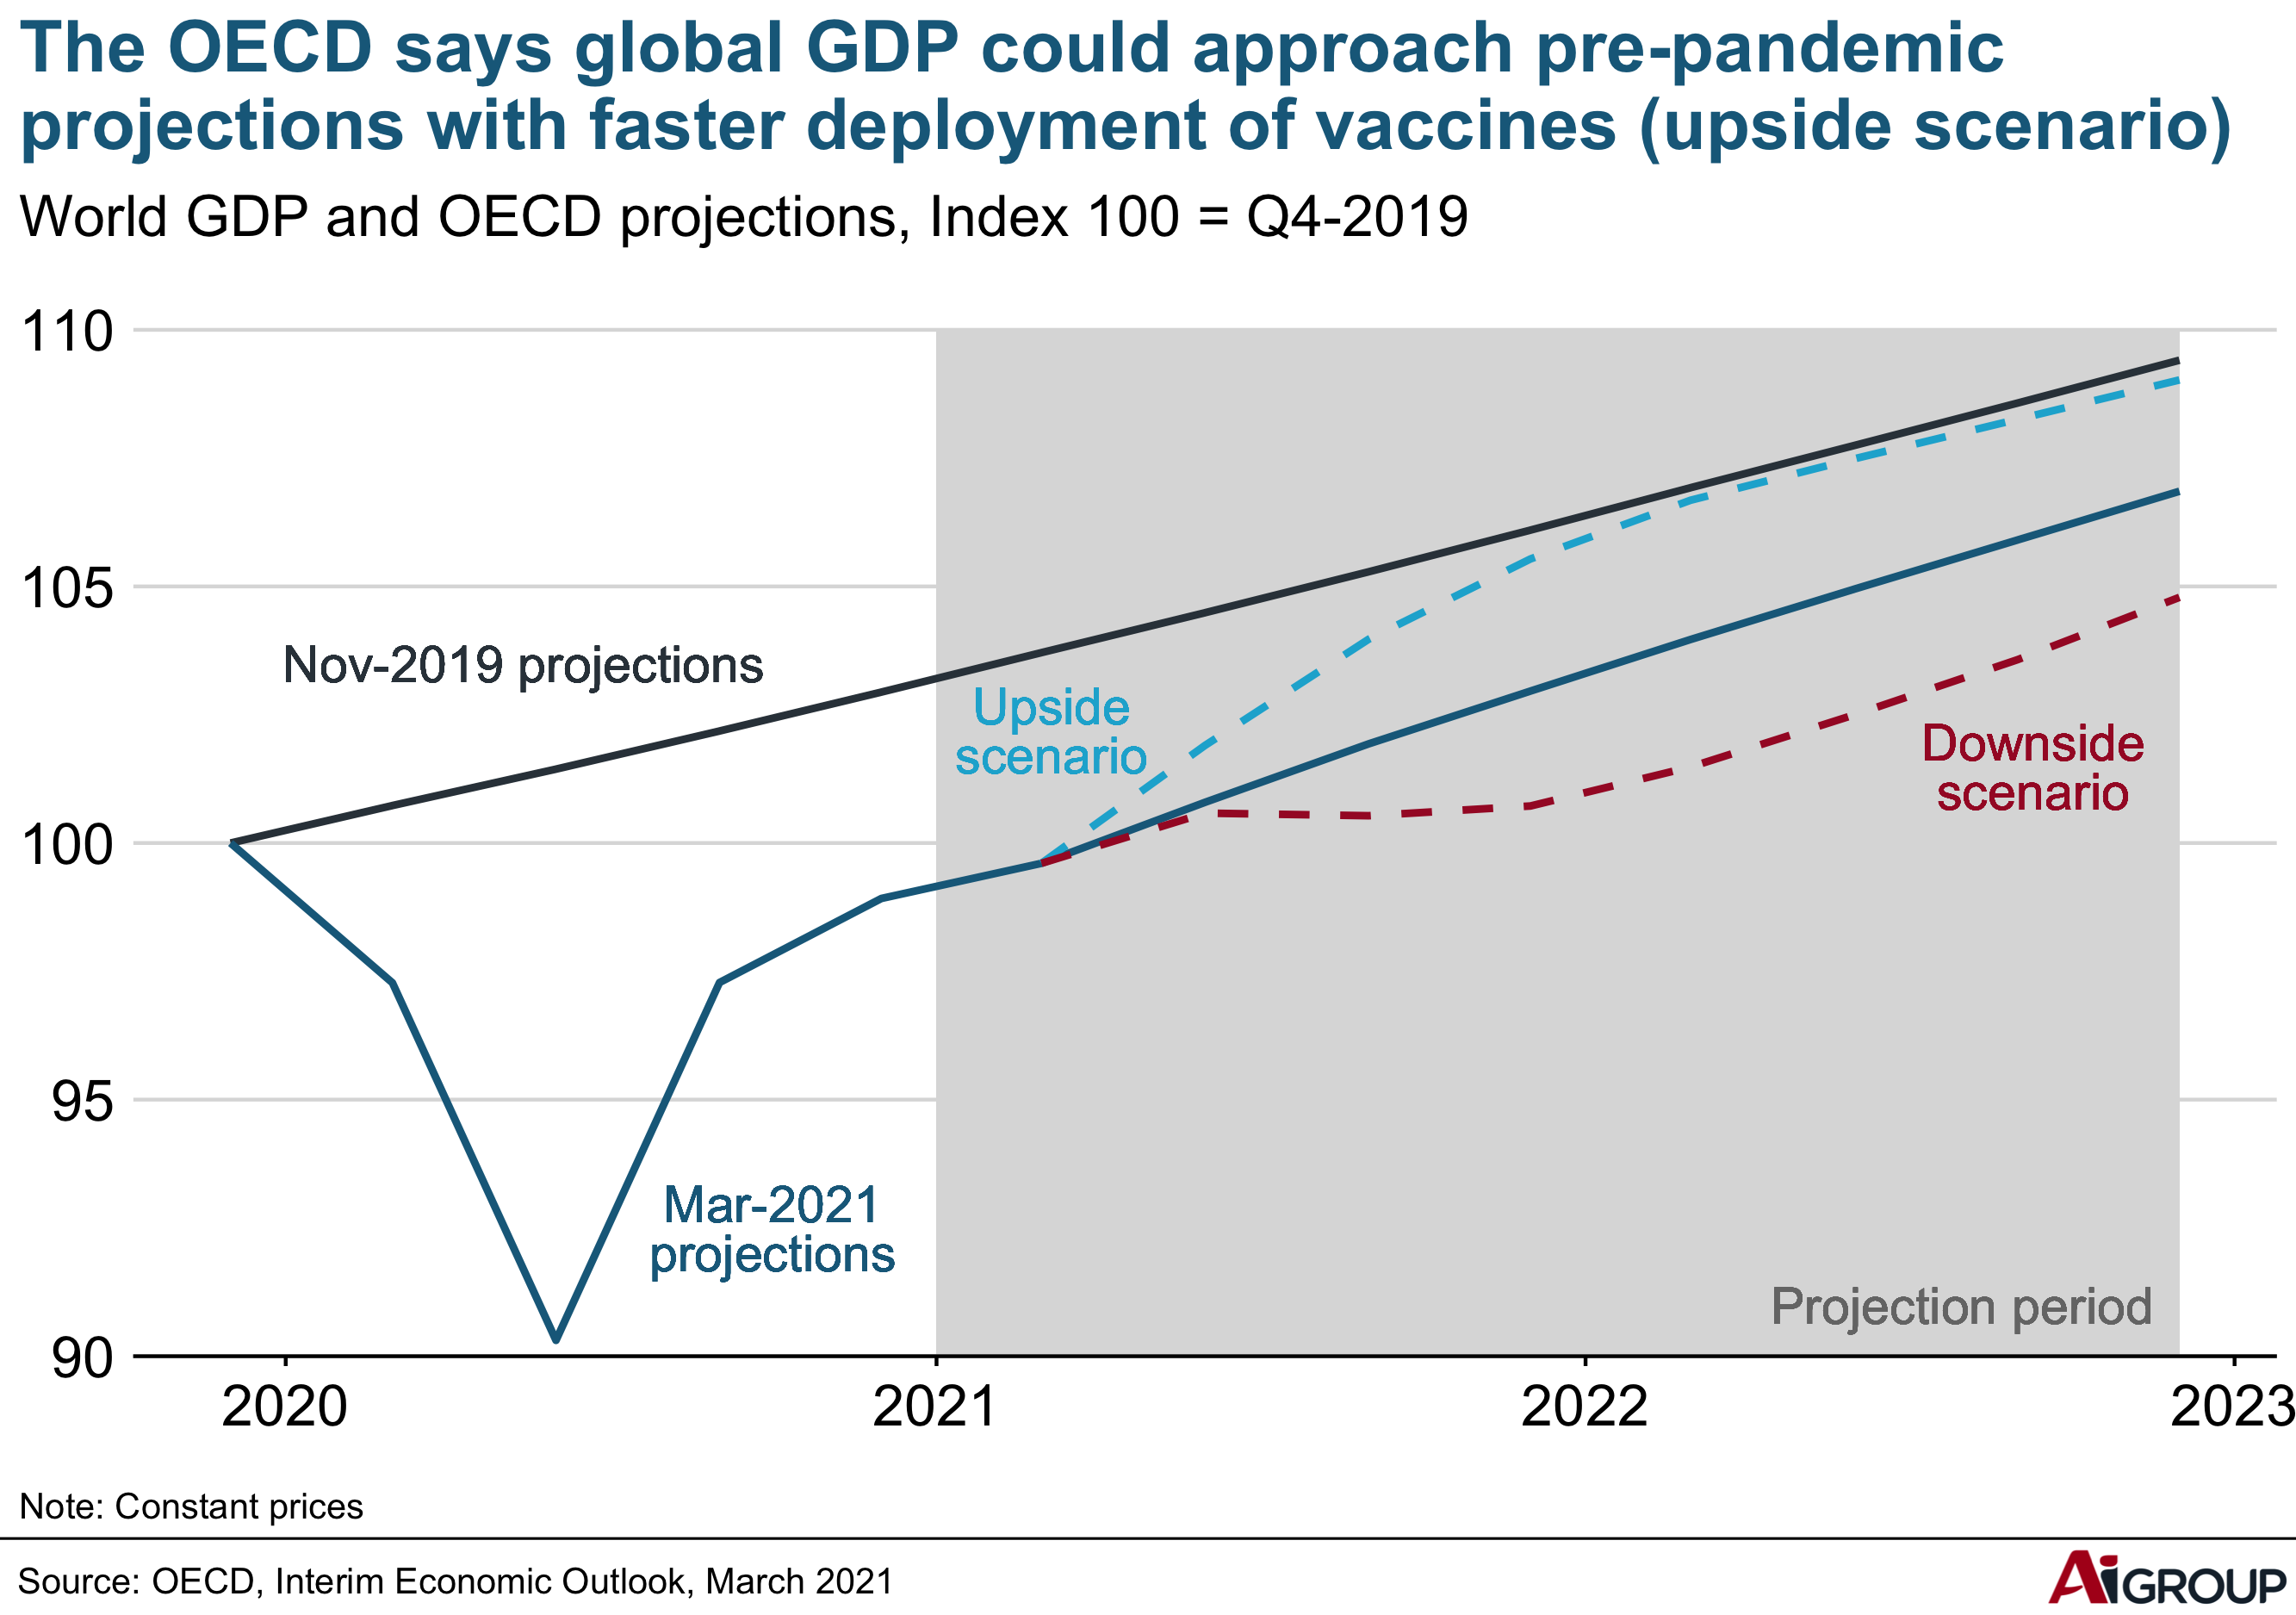 The OECD says global GDP could approach pre-pandemic
projections with faster deployment of vaccines (upside scenario)
World GDP and OECD projections, Index 100 = Q4-2019
110
105
100
95
90
Nov-2019 projections
Upside
scenario
Downside
scenario
Mar-2021
projections
Projection period
2020
2021
2022
2023
Note: Constant prices
Source: OECD, Interim Economic Outlook, March 2021
Ai GROUP